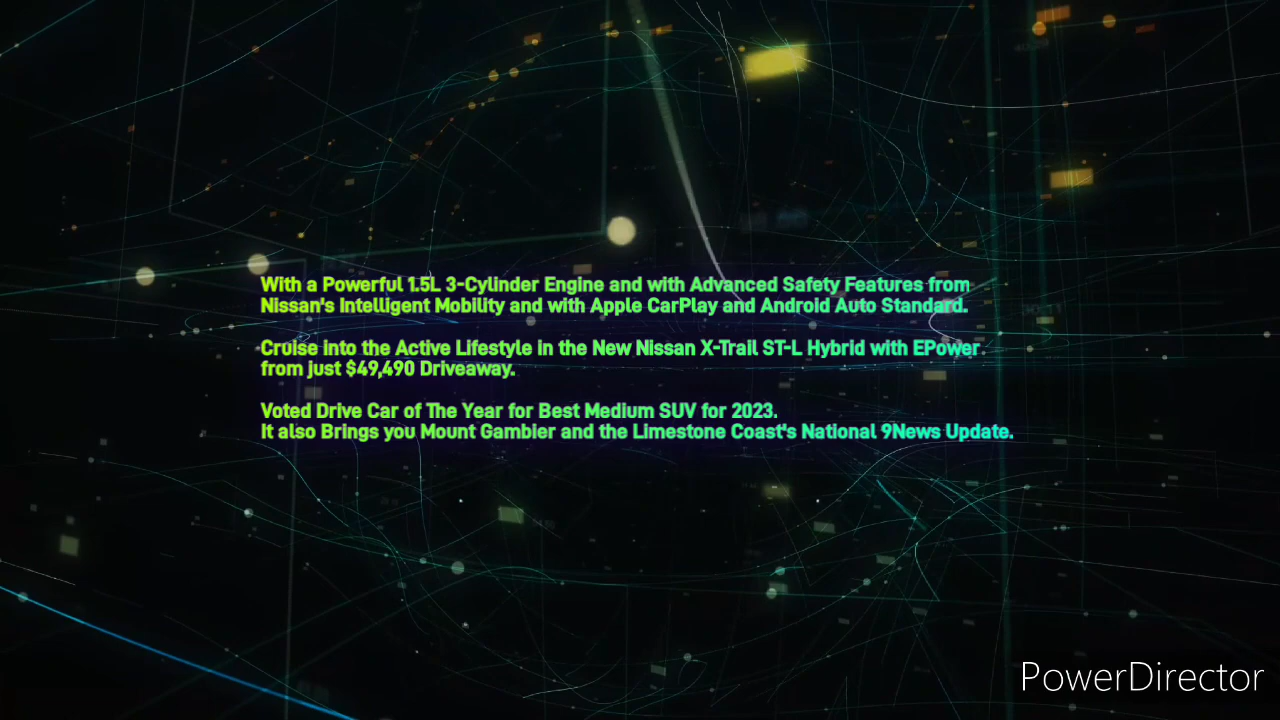 With a Powerful 1.5L 3-Cylinder Engine and with Advanced Safety Features from
Nissan's Intelligent Mobility and with Apple CarPlay and Android Auto Standard.
Cruise into the Active Lifestyle in the New Nissan X-Trail ST-L Hybrid with EPower
from just $49,490 Driveaway.
Voted Drive Car of The Year for Best Medium SUV for 2023.
It also Brings you Mount Gambier and the Limestone Coast's National 9News Update.
PowerDirector